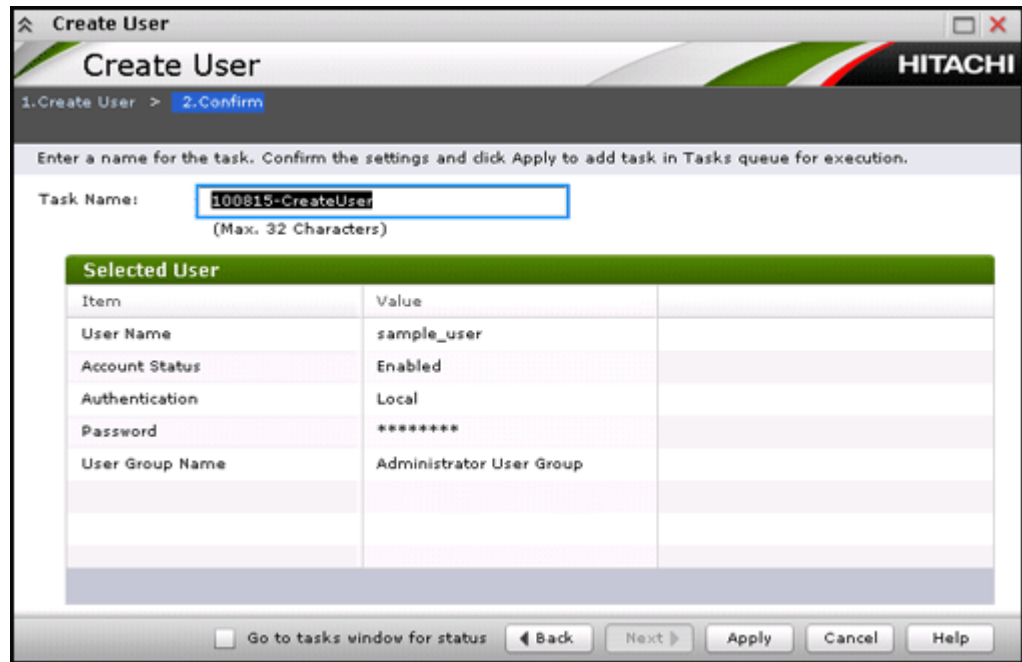 Create User
Create User
HITACHI
1.Create User > 2.Confirm
Enter a name for the task. Confirm the settings and click Apply to add task in Tasks queue for execution.
Task Name: 100815-CreateUser
(Max. 32 Characters)
Selected User
Item Value
User Name sample_user
Account Status Enabled
Authentication Local
Password ********
User Group Name Administrator User Group
Go to tasks window for status Back Next Apply Cancel Help